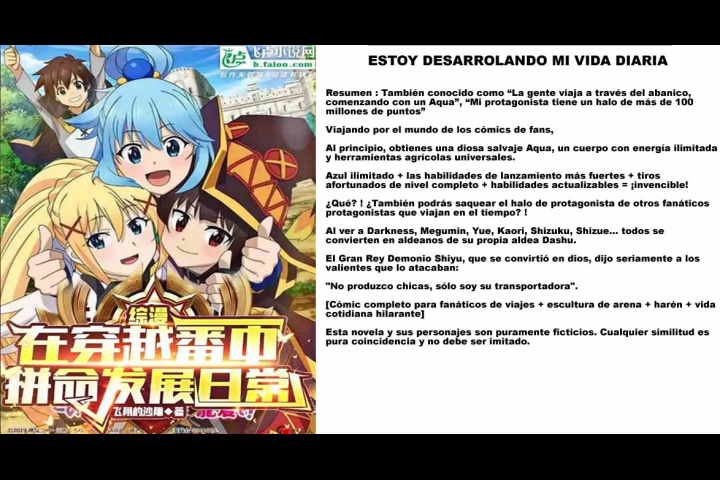 飞卢小说网
b.faloo.com
综漫
在穿越番中
拼命发展日常
飞翔的沙雕◆著
ESTOY DESARROLANDO MI VIDA DIARIA
Resumen : También conocido como “La gente viaja a través del abanico,
comenzando con un Aqua”, “Mi protagonista tiene un halo de más de 100
millones de puntos”
Viajando por el mundo de los cómics de fans,
Al principio, obtienes una diosa salvaje Aqua, un cuerpo con energía ilimitada
y herramientas agrícolas universales.
Azul ilimitado + las habilidades de lanzamiento más fuertes + tiros
afortunados de nivel completo + habilidades actualizables = ¡invencible!
¿Qué? ! ¿También podrás saquear el halo de protagonista de otros fanáticos
protagonistas que viajan en el tiempo? !
Al ver a Darkness, Megumin, Yue, Kaori, Shizuku, Shizue... todos se
convierten en aldeanos de su propia aldea Dashu.
El Gran Rey Demonio Shiyu, que se convirtió en dios, dijo seriamente a los
valientes que lo atacaban:
"No produzco chicas, sólo soy su transportadora".
[Cómic completo para fanáticos de viajes + escultura de arena + harén + vida
cotidiana hilarante]
Esta novela y sus personajes son puramente ficticios. Cualquier similitud es
pura coincidencia y no debe ser imitado.